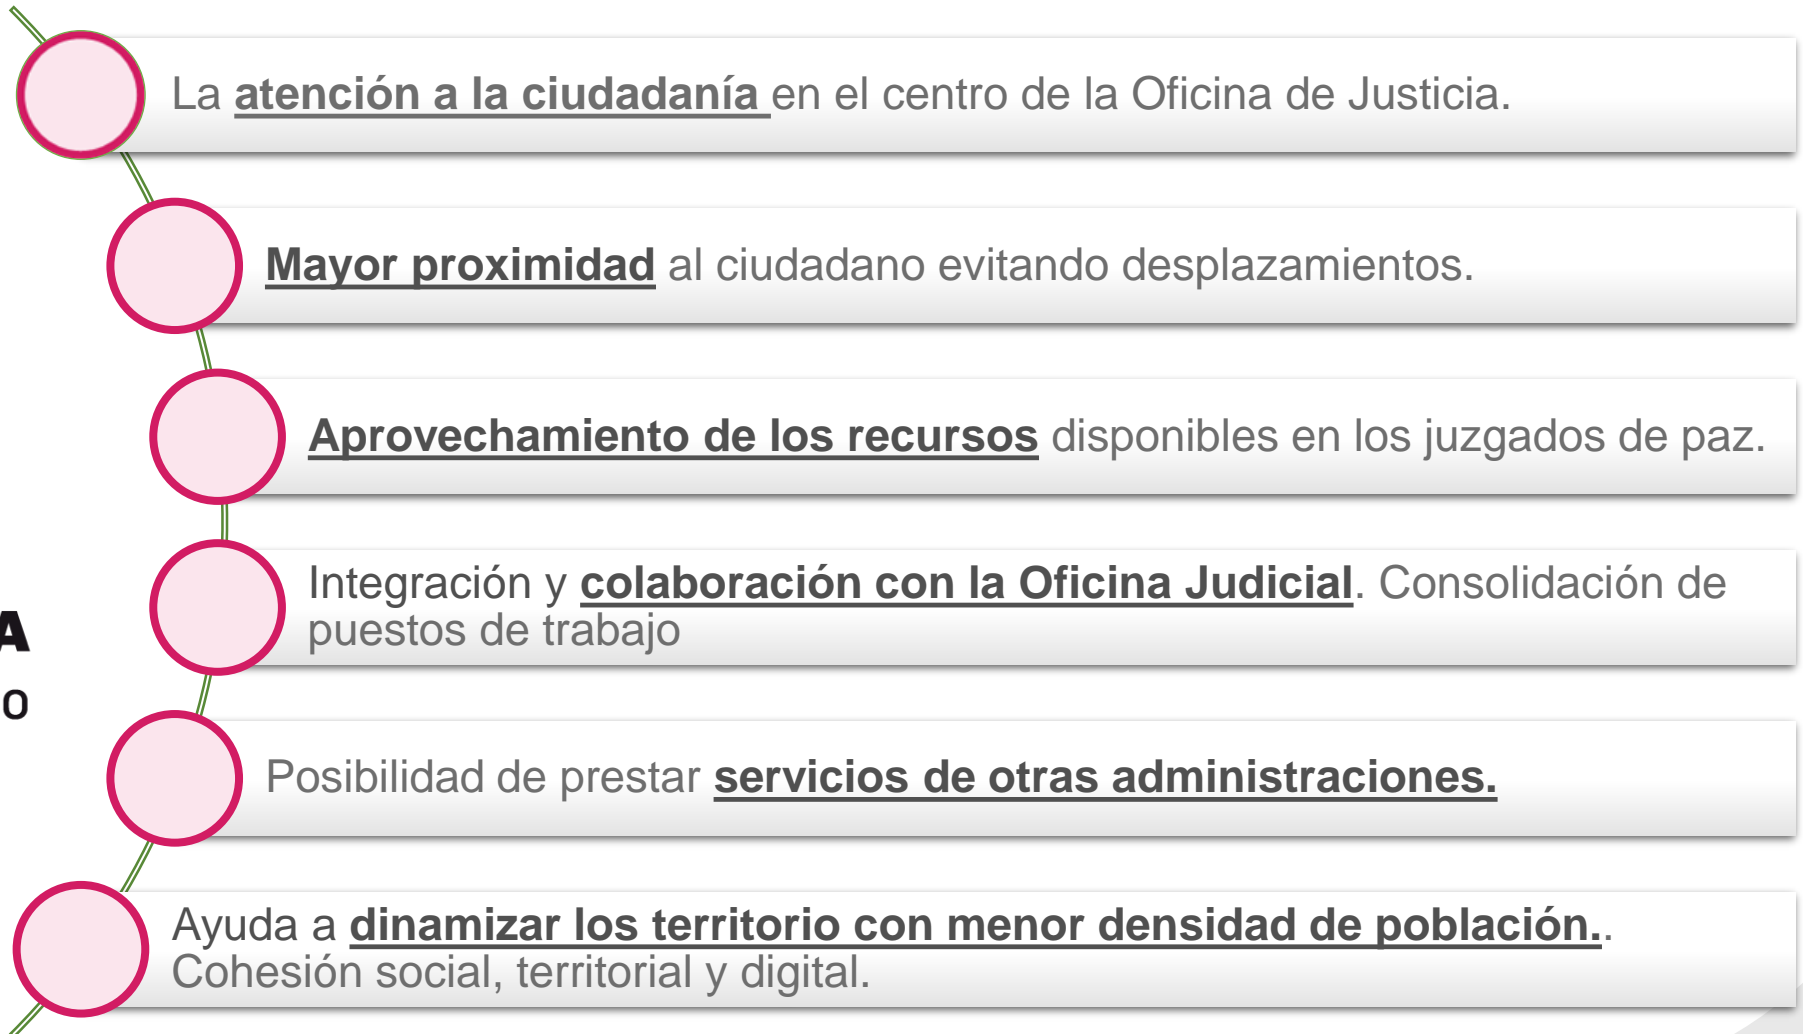 La atención a la ciudadanía en el centro de la Oficina de Justicia.
Mayor proximidad al ciudadano evitando desplazamientos.
Aprovechamiento de los recursos disponibles en los juzgados de paz.
Integración y colaboración con la Oficina Judicial. Consolidación de
puestos de trabajo
A
O
Posibilidad de prestar servicios de otras administraciones.
Ayuda a dinamizar los territorio con menor densidad de población..
Cohesión social, territorial y digital.